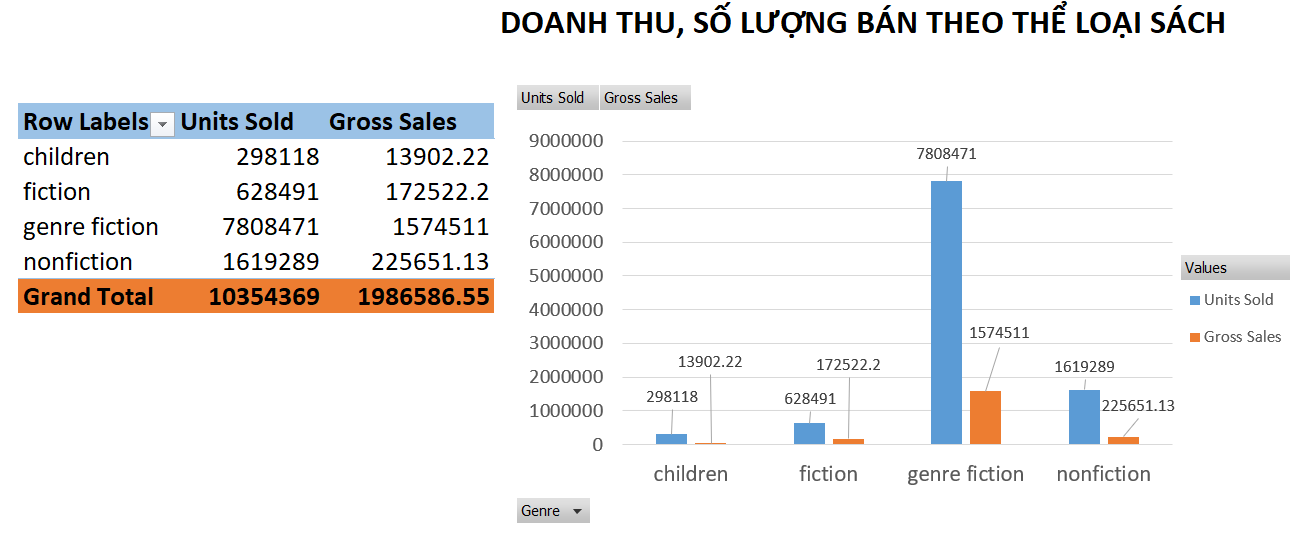 DOANH THU, SỐ LƯỢNG BÁN THEO THỂ LOẠI SÁCH
Row Labels Units Sold Gross Sales
children 298118 13902.22
fiction 628491 172522.2
genre fiction 7808471 1574511
nonfiction 1619289 225651.13
Grand Total 10354369 1986586.55
Units Sold Gross Sales
9000000
8000000
7000000
6000000
5000000
4000000
3000000
2000000
1000000
0
298118
13902.22
628491
172522.2
7808471
1574511
1619289
225651.13
children fiction genre fiction nonfiction
Values
Units Sold
Gross Sales
Genre